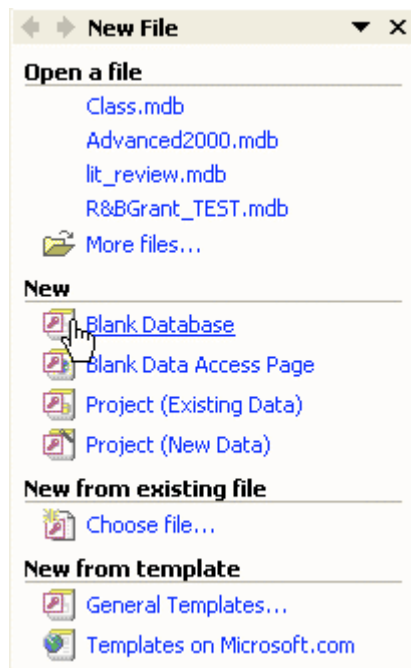 New File
Open a file
Class.mdb
Advanced2000.mdb
lit_review.mdb
R&BGrant_TEST.mdb
More files...
New
Blank Database
Blank Data Access Page
Project (Existing Data)
Project (New Data)
New from existing file
Choose file...
New from template
General Templates...
Templates on Microsoft.com